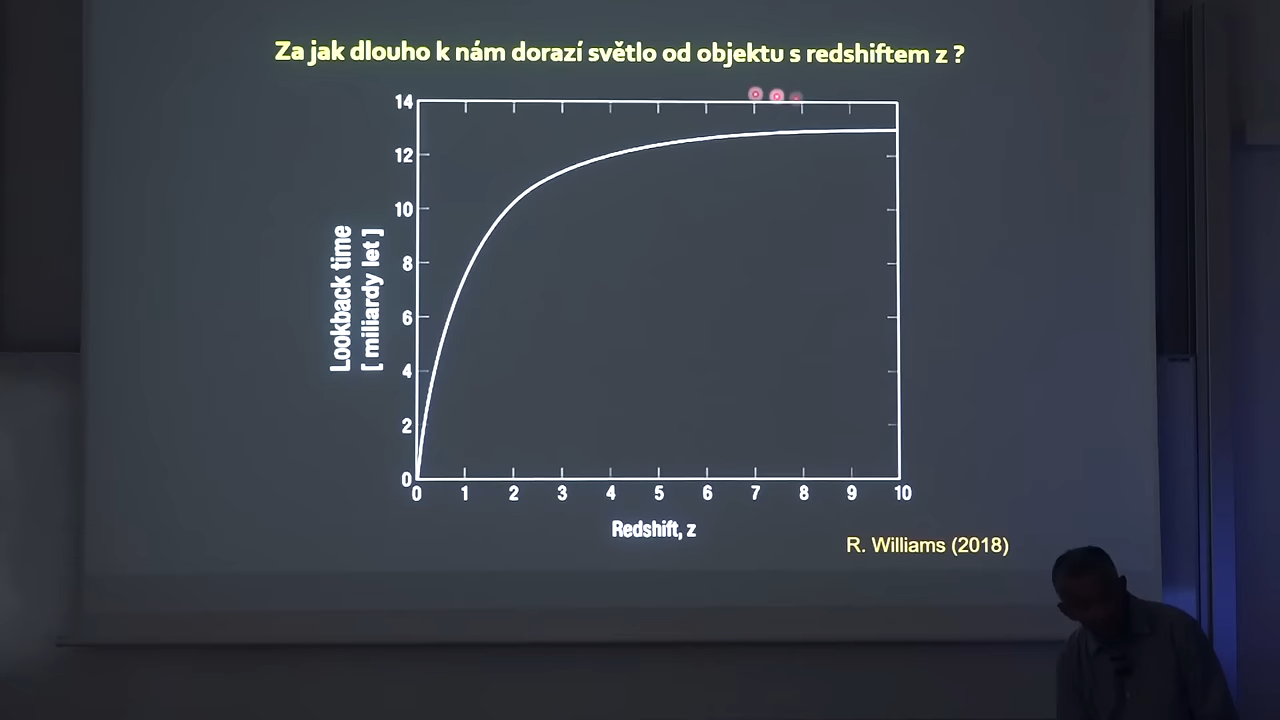 Za jak dlouho k nám dorazí světlo od objektu s redshiftem z ?
14
12
10
8
6
4
2
0
Lookback time
[ miliardy let ]
0 1 2 3 4 5 6 7 8 9 10
Redshift, z
R. Williams (2018)